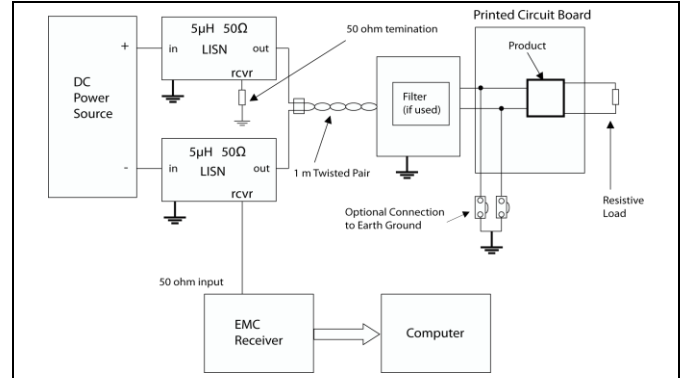 Printed Circuit Board
50 ohm temination
5µH 50Ω
in
out
LISN
rcvr
+
DC
Power
Source
-
Product
Filter
(if used)
5µH 50Ω
in
out
LISN
rcvr
1 m Twisted Pair
Optional Connection
to Earth Ground
Resistive
Load
50 ohm input
EMC
Receiver
Computer